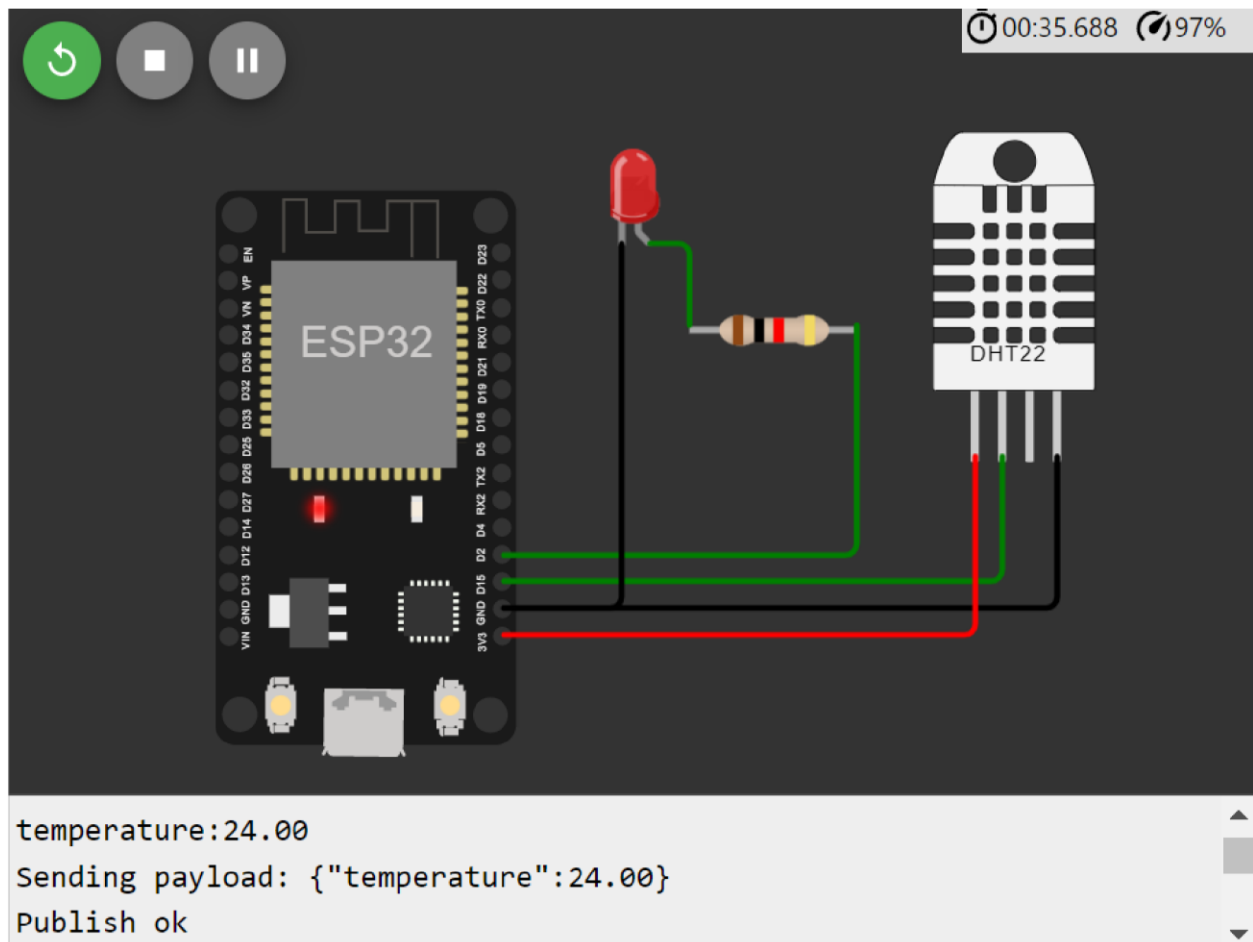 00:35.688 97%
ESP32
DHT22
EN
VP
VN
D34
D35
D32
D33
D25
D26
D27
D14
D12
D13
GND
VIN
D23
D22
TX0
RX0
D21
D19
D18
D5
TX2
RX2
D4
D2
D15
GND
3V3
temperature:24.00
Sending payload: {"temperature":24.00}
Publish ok